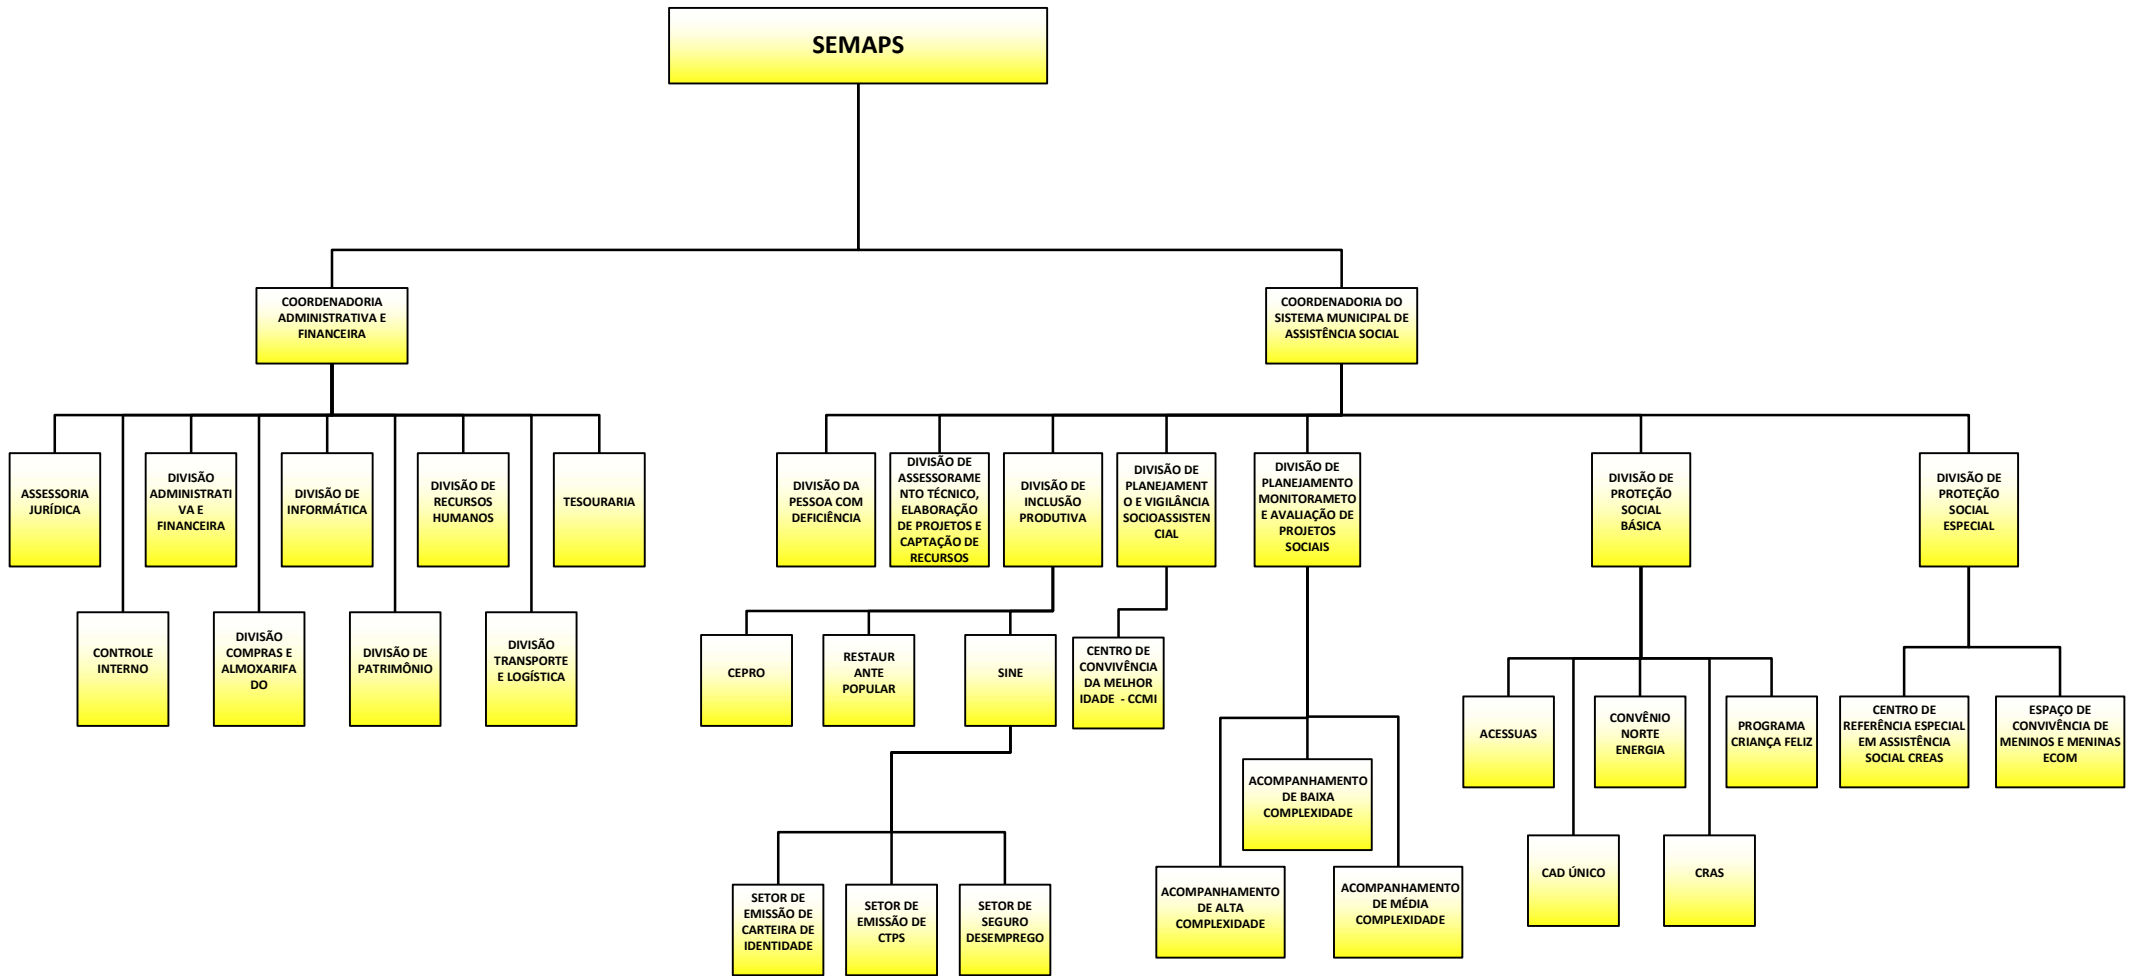 SEMAPS
COORDENADORIA
ADMINISTRATIVA E
FINANCEIRA
COORDENADORIA DO
SISTEMA MUNICIPAL DE
ASSISTÊNCIA SOCIAL
ASSESSORIA
JURÍDICA
DIVISÃO
ADMINISTRATI
VA E
FINANCEIRA
DIVISÃO DE
INFORMÁTICA
DIVISÃO DE
RECURSOS
HUMANOS
TESOURARIA
DIVISÃO DA
PESSOA COM
DEFICIÊNCIA
DIVISÃO DE
ASSESSORAME
NTO TÉCNICO,
ELABORAÇÃO
DE PROJETOS E
CAPTAÇÃO DE
RECURSOS
DIVISÃO DE
INCLUSÃO
PRODUTIVA
DIVISÃO DE
PLANEJAMENT
O E VIGILÂNCIA
SOCIOASSISTEN
CIAL
DIVISÃO DE
PLANEJAMENTO
MONITORAMETO
E AVALIAÇÃO DE
PROJETOS
SOCIAIS
DIVISÃO DE
PROTEÇÃO
SOCIAL
BÁSICA
DIVISÃO DE
PROTEÇÃO
SOCIAL
ESPECIAL
CONTROLE
INTERNO
DIVISÃO
COMPRAS E
ALMOXARIFA
DO
DIVISÃO DE
PATRIMÔNIO
DIVISÃO
TRANSPORTE
E LOGÍSTICA
CEPRO
RESTAUR
ANTE
POPULAR
SINE
CENTRO DE
CONVIVÊNCIA
DA MELHOR
IDADE - CCMI
ACESSUAS
CONVÊNIO
NORTE
ENERGIA
PROGRAMA
CRIANÇA FELIZ
CENTRO DE
REFERÊNCIA ESPECIAL
EM ASSISTÊNCIA
SOCIAL CREAS
ESPAÇO DE
CONVIVÊNCIA DE
MENINOS E MENINAS
ECOM
ACOMPANHAMENTO
DE BAIXA
COMPLEXIDADE
CAD ÚNICO
CRAS
ACOMPANHAMENTO
DE ALTA
COMPLEXIDADE
ACOMPANHAMENTO
DE MÉDIA
COMPLEXIDADE
SETOR DE
EMISSÃO DE
CARTEIRA DE
IDENTIDADE
SETOR DE
EMISSÃO DE
CTPS
SETOR DE
SEGURO
DESEMPREGO